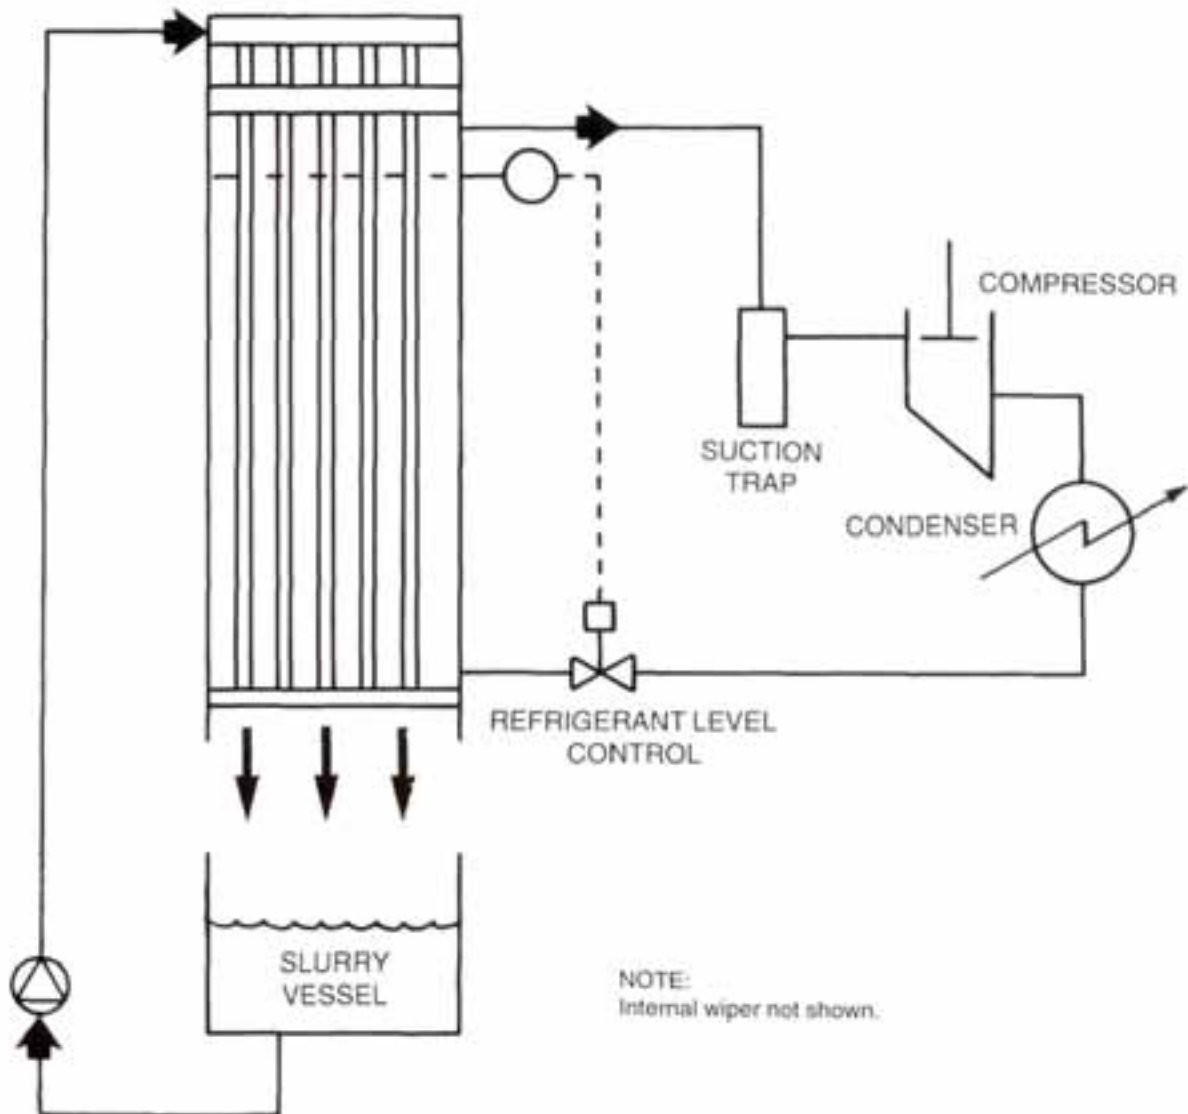 COMPRESSOR
SUCTION
TRAP
CONDENSER
REFRIGERANT LEVEL
CONTROL
SLURRY
VESSEL
NOTE:
Internal wiper not shown.